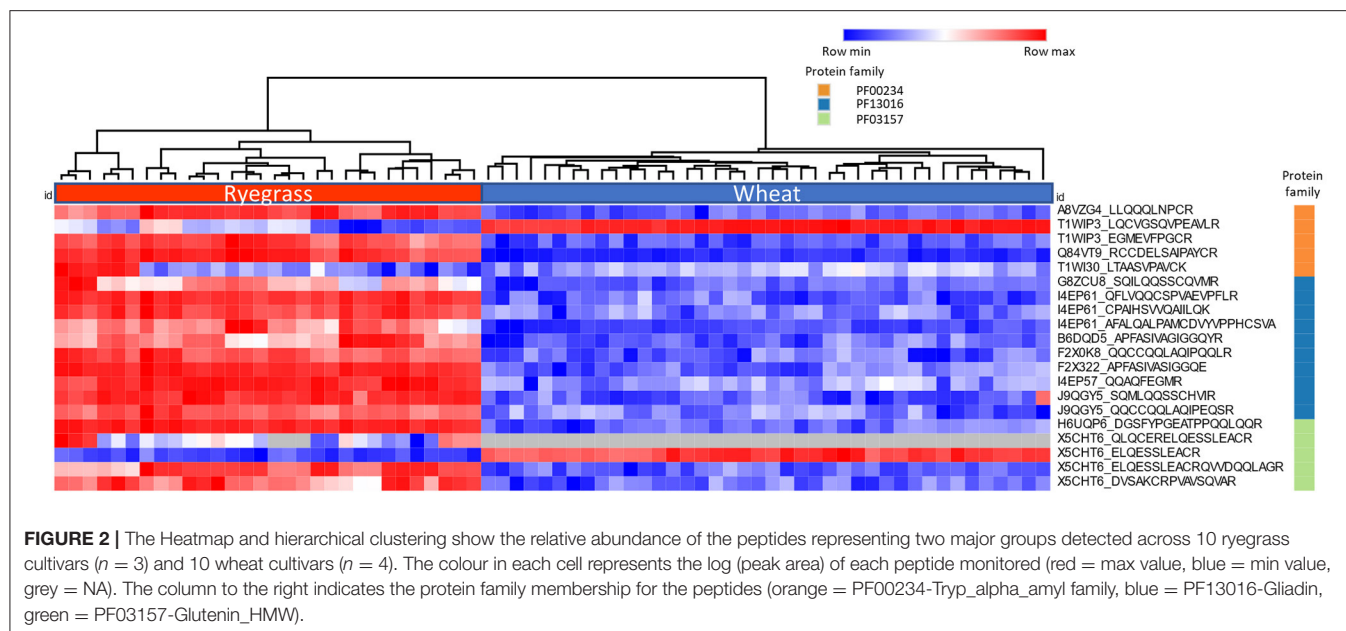 Row min
Row max
Protein family
PF00234
PF13016
PF03157
id
Ryegrass
Wheat
id
Protein family
A8VZG4_LLQQQLNPCR
T1WIP3_LQCVGSQVPEAVLR
T1WIP3_EGMEVFPGCR
Q84VT9_RCCDELSAIPAYCR
T1WI30_LTAASVPAVCK
G8ZCU8_SQILQQSSCQVMR
I4EP61_QFLVQQCSPVAEVPFLR
I4EP61_CPAIHSVVQAIILQK
I4EP61_AFALQALPAMCDVYVPPHCSVA
B6DQD5_APFASIVAGIGGQYR
F2X0K8_QQCCQQLAQIPQQLR
F2X322_APFASIVASIGGQE
I4EP57_QQAQFEGMR
J9QGY5_SQMLQQSSCHVIR
J9QGY5_QQCCQQLAQIPEQSR
H6UQP6_DGSFYPGEATPPQQLQQR
X5CHT6_QLQCERELQESSLEACR
X5CHT6_ELQESSLEACR
X5CHT6_ELQESSLEACRQVVDQQLAGR
X5CHT6_DVSAKCRPVAVSQVAR
FIGURE 2 | The Heatmap and hierarchical clustering show the relative abundance of the peptides representing two major groups detected across 10 ryegrass
cultivars (n = 3) and 10 wheat cultivars (n = 4). The colour in each cell represents the log (peak area) of each peptide monitored (red = max value, blue = min value,
grey = NA). The column to the right indicates the protein family membership for the peptides (orange = PF00234-Tryp_alpha_amyl family, blue = PF13016-Gliadin,
green = PF03157-Glutenin_HMW).